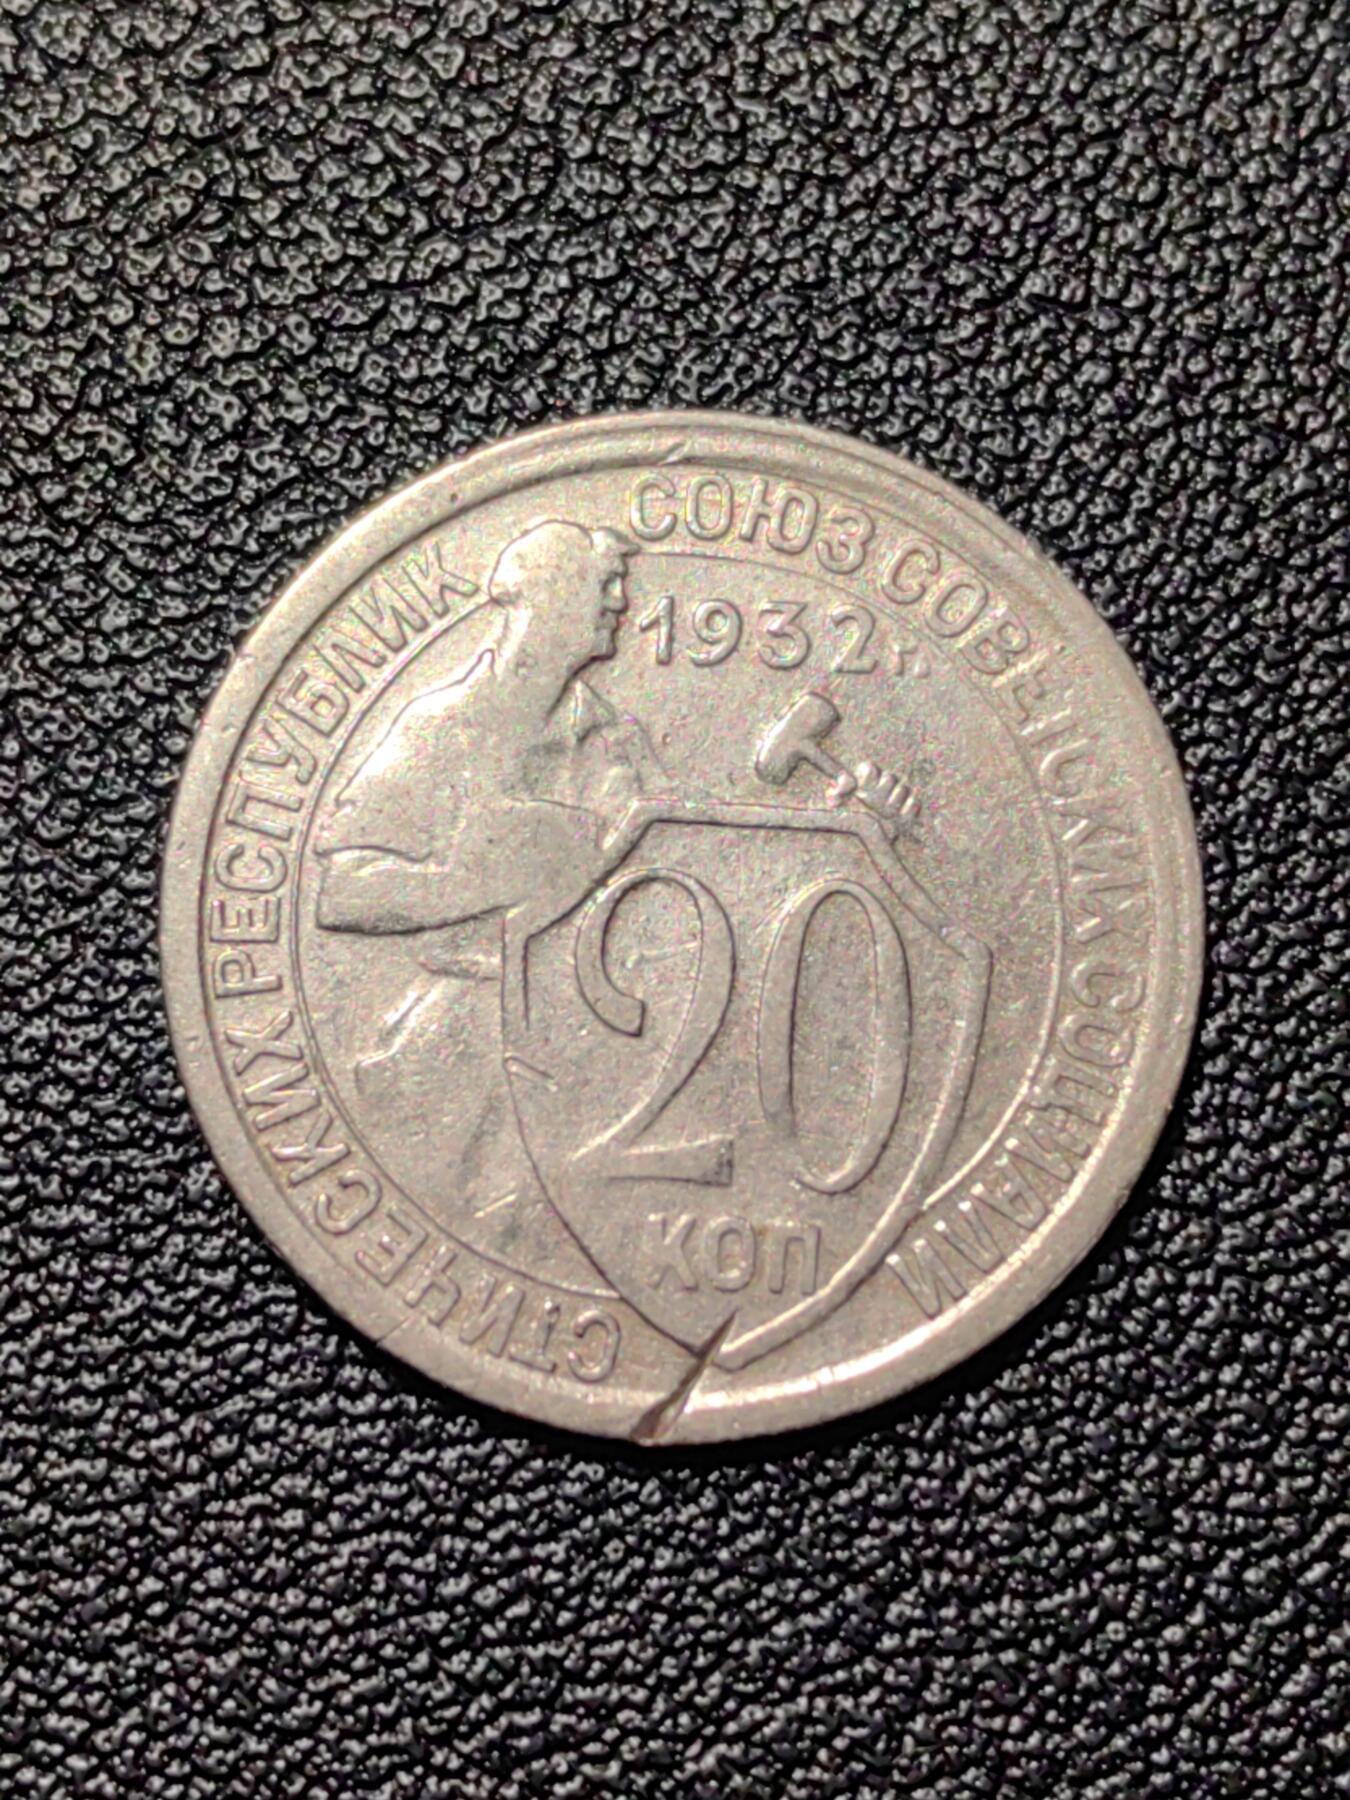 СОЮЗ СОВЕТСКИХ СОЦИАЛИСТИЧЕСКИХ РЕСПУБЛИК
1932г.
20
КОП